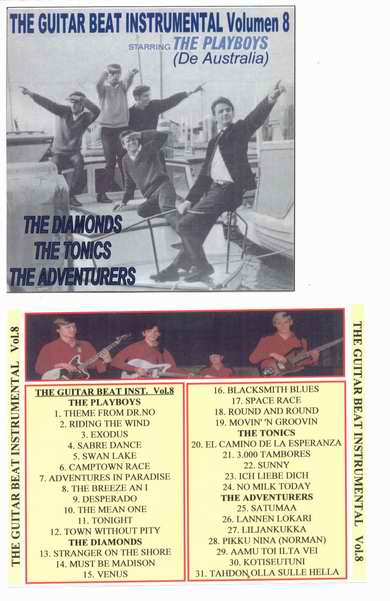 THE GUITAR BEAT INSTRUMENTAL Volumen 8
STARRING THE PLAYBOYS
(De Australia)
THE DIAMONDS
THE TONICS
THE ADVENTURERS
THE GUITAR BEAT INSTRUMENTAL Vol.8
THE GUITAR BEAT INST. Vol.8
THE PLAYBOYS
1. THEME FROM DR.NO
2. RIDING THE WIND
3. EXODUS
4. SABRE DANCE
5. SWAN LAKE
6. CAMPTOWN RACE
7. ADVENTURES IN PARADISE
8. THE BREEZE AN I
9. DESPERADO
10. THE MEAN ONE
11. TONIGHT
12. TOWN WITHOUT PITY
THE DIAMONDS
13. STRANGER ON THE SHORE
14. MUST BE MADISON
15. VENUS
16. BLACKSMITH BLUES
17. SPACE RACE
18. ROUND AND ROUND
19. MOVIN' 'N GROOVIN
THE TONICS
20. EL CAMINO DE LA ESPERANZA
21. 3.000 TAMBORES
22. SUNNY
23. ICH LIEBE DICH
24. NO MILK TODAY
THE ADVENTURERS
25. SATUMAA
26. LANNEN LOKARI
27. LILJANKUKKA
28. PIKKU NINA (NORMAN)
29. AAMU TOI ILTA VEI
30. KOTISEUTUNI
31. TAHDON OLLA SULLE HELLA
THE GUITAR BEAT INSTRUMENTAL Vol.8